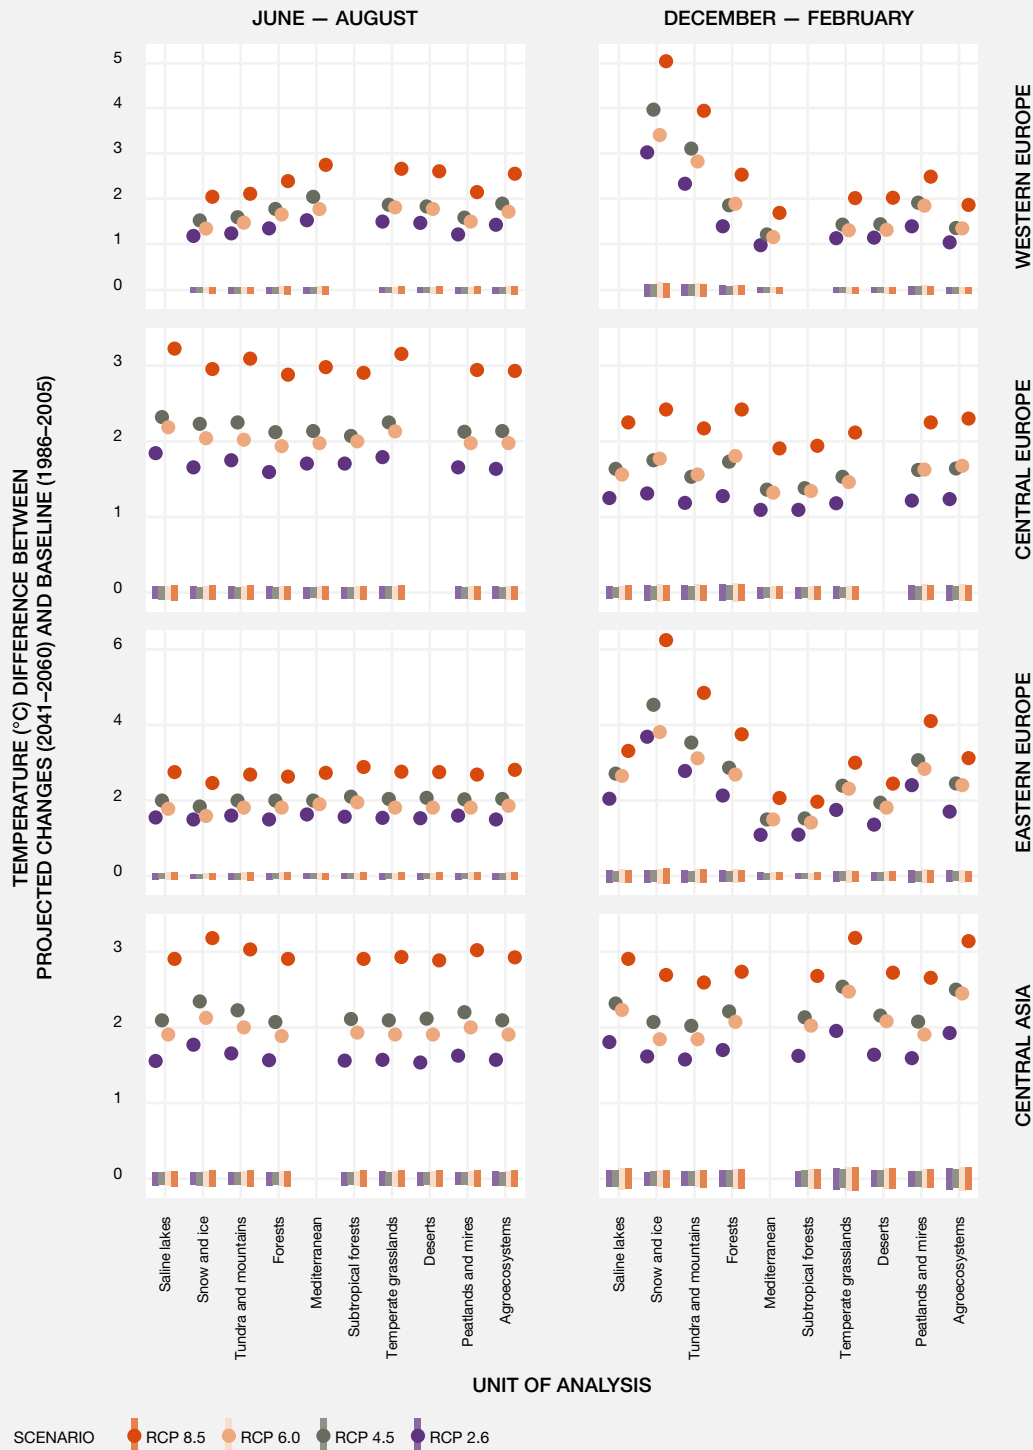 JUNE — AUGUST
DECEMBER — FEBRUARY
TEMPERATURE (°C) DIFFERENCE BETWEEN
PROJECTED CHANGES (2041–2060) AND BASELINE (1986–2005)
5
4
3
2
1
0
WESTERN EUROPE
3
2
1
0
CENTRAL EUROPE
6
4
2
0
EASTERN EUROPE
3
2
1
0
CENTRAL ASIA
Saline lakes
Snow and ice
Tundra and mountains
Forests
Mediterranean
Subtropical forests
Temperate grasslands
Deserts
Peatlands and mires
Agroecosystems
Saline lakes
Snow and ice
Tundra and mountains
Forests
Mediterranean
Subtropical forests
Temperate grasslands
Deserts
Peatlands and mires
Agroecosystems
UNIT OF ANALYSIS
SCENARIO RCP 8.5 RCP 6.0 RCP 4.5 RCP 2.6